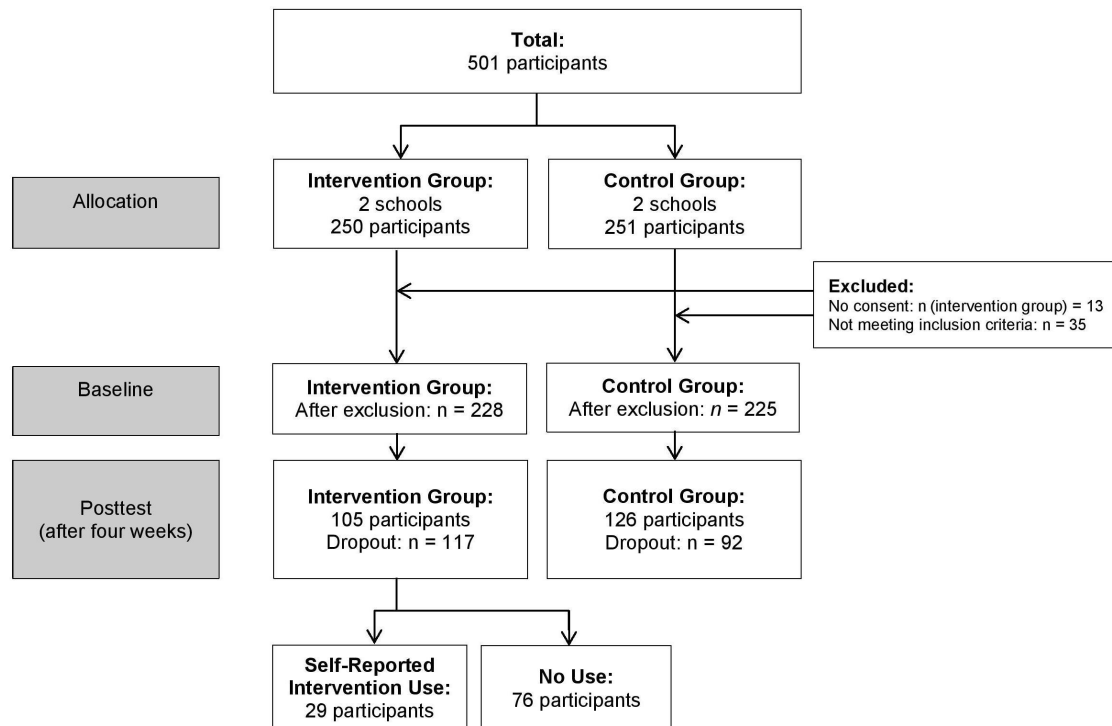 Total:
501 participants
Allocation
Intervention Group:
2 schools
250 participants
Control Group:
2 schools
251 participants
Excluded:
No consent: n (intervention group) = 13
Not meeting inclusion criteria: n = 35
Baseline
Intervention Group:
After exclusion: n = 228
Control Group:
After exclusion: n = 225
Posttest
(after four weeks)
Intervention Group:
105 participants
Dropout: n = 117
Control Group:
126 participants
Dropout: n = 92
Self-Reported
Intervention Use:
29 participants
No Use:
76 participants